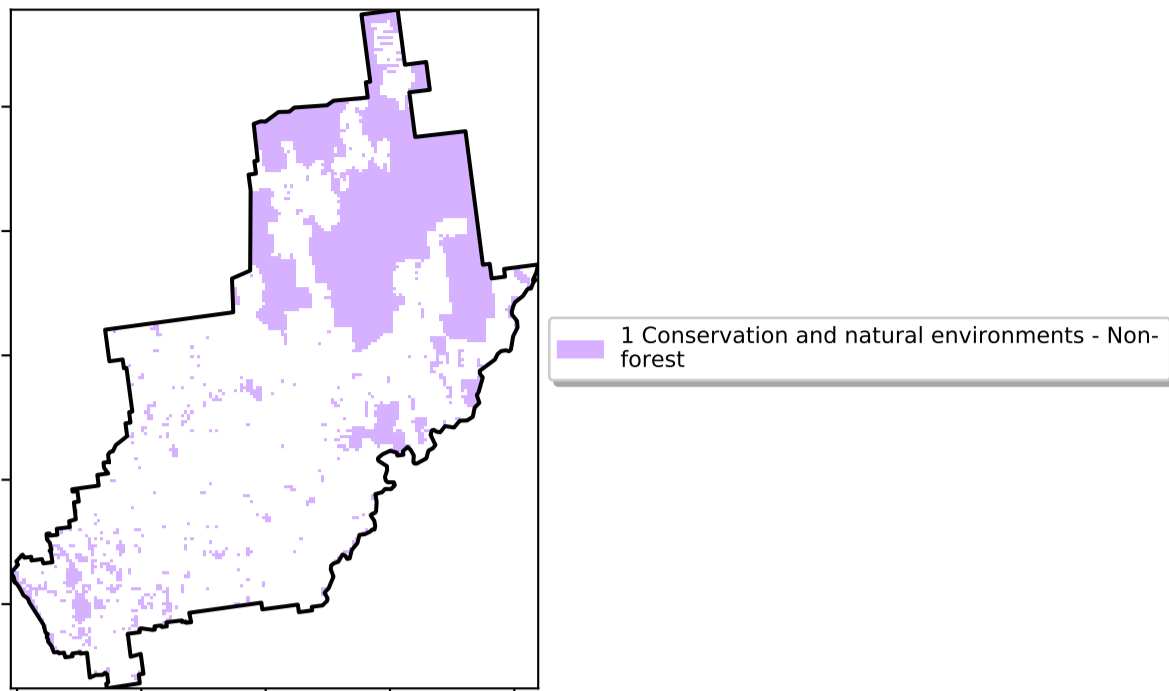 1 Conservation and natural environments - Non-
forest